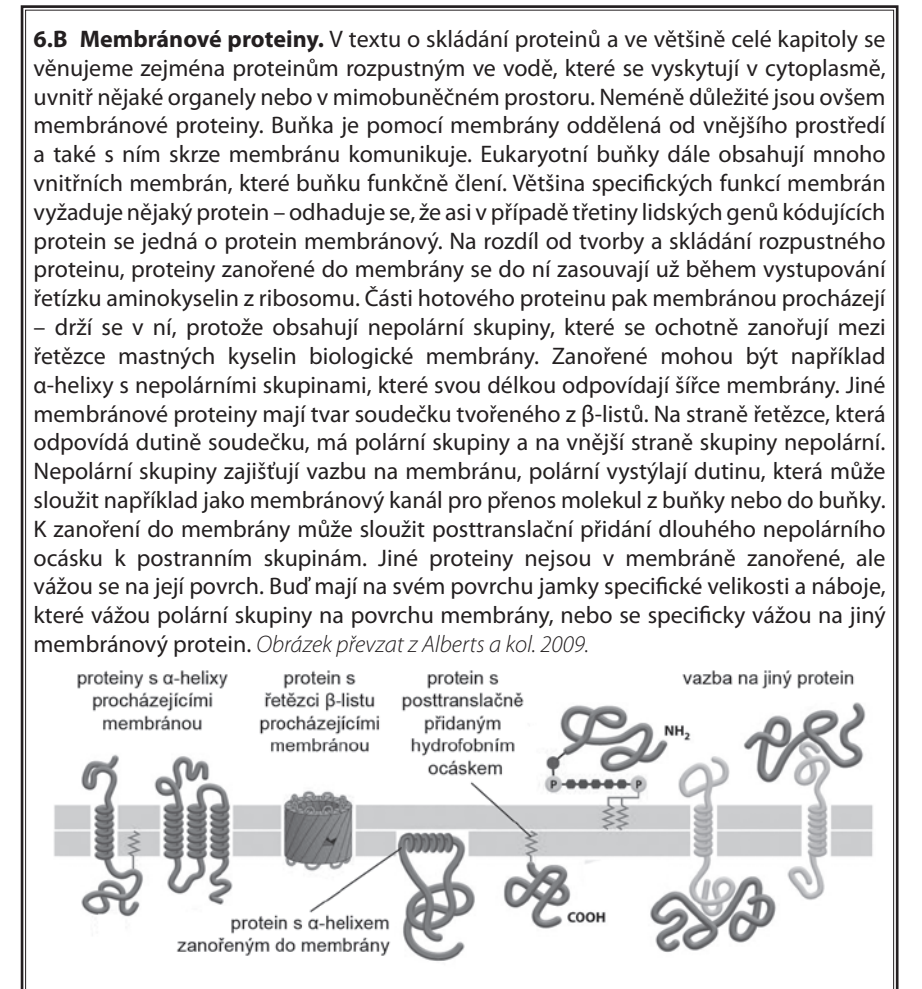 6.B Membránové proteiny. V textu o skládání proteinů a ve většině celé kapitoly se
věnujeme zejména proteinům rozpustným ve vodě, které se vyskytují v cytoplasmě,
uvnitř nějaké organely nebo v mimobuněčném prostoru. Neméně důležité jsou ovšem
membránové proteiny. Buňka je pomocí membrány oddělená od vnějšího prostředí
a také s ním skrze membránu komunikuje. Eukaryotní buňky dále obsahují mnoho
vnitřních membrán, které buňku funkčně člení. Většina specifických funkcí membrán
vyžaduje nějaký protein – odhaduje se, že asi v případě třetiny lidských genů kódujících
protein se jedná o protein membránový. Na rozdíl od tvorby a skládání rozpustného
proteinu, proteiny zanořené do membrány se do ní zasouvají už během vystupování
řetízku aminokyselin z ribosomu. Části hotového proteinu pak membránou procházejí
– drží se v ní, protože obsahují nepolární skupiny, které se ochotně zanořují mezi
řetězce mastných kyselin biologické membrány. Zanořené mohou být například
α-helixy s nepolárními skupinami, které svou délkou odpovídají šířce membrány. Jiné
membránové proteiny mají tvar soudečku tvořeného z β-listů. Na straně řetězce, která
odpovídá dutině soudečku, má polární skupiny a na vnější straně skupiny nepolární.
Nepolární skupiny zajišťují vazbu na membránu, polární vystýlají dutinu, která může
sloužit například jako membránový kanál pro přenos molekul z buňky nebo do buňky.
K zanoření do membrány může sloužit posttranslační přidání dlouhého nepolárního
ocásku k postranním skupinám. Jiné proteiny nejsou v membráně zanořené, ale
vážou se na její povrch. Buď mají na svém povrchu jamky specifické velikosti a náboje,
které vážou polární skupiny na povrchu membrány, nebo se specificky vážou na jiný
membránový protein. Obrázek převzat z Alberts a kol. 2009.
proteiny s α-helixy
procházejícími
membránou
protein s
řetězci β-listu
procházejícími
membránou
protein s
posttranslačně
přidaným
hydrofobním
ocáskem
vazba na jiný protein
NH2
P
P
COOH
protein s α-helixem
zanořeným do membrány